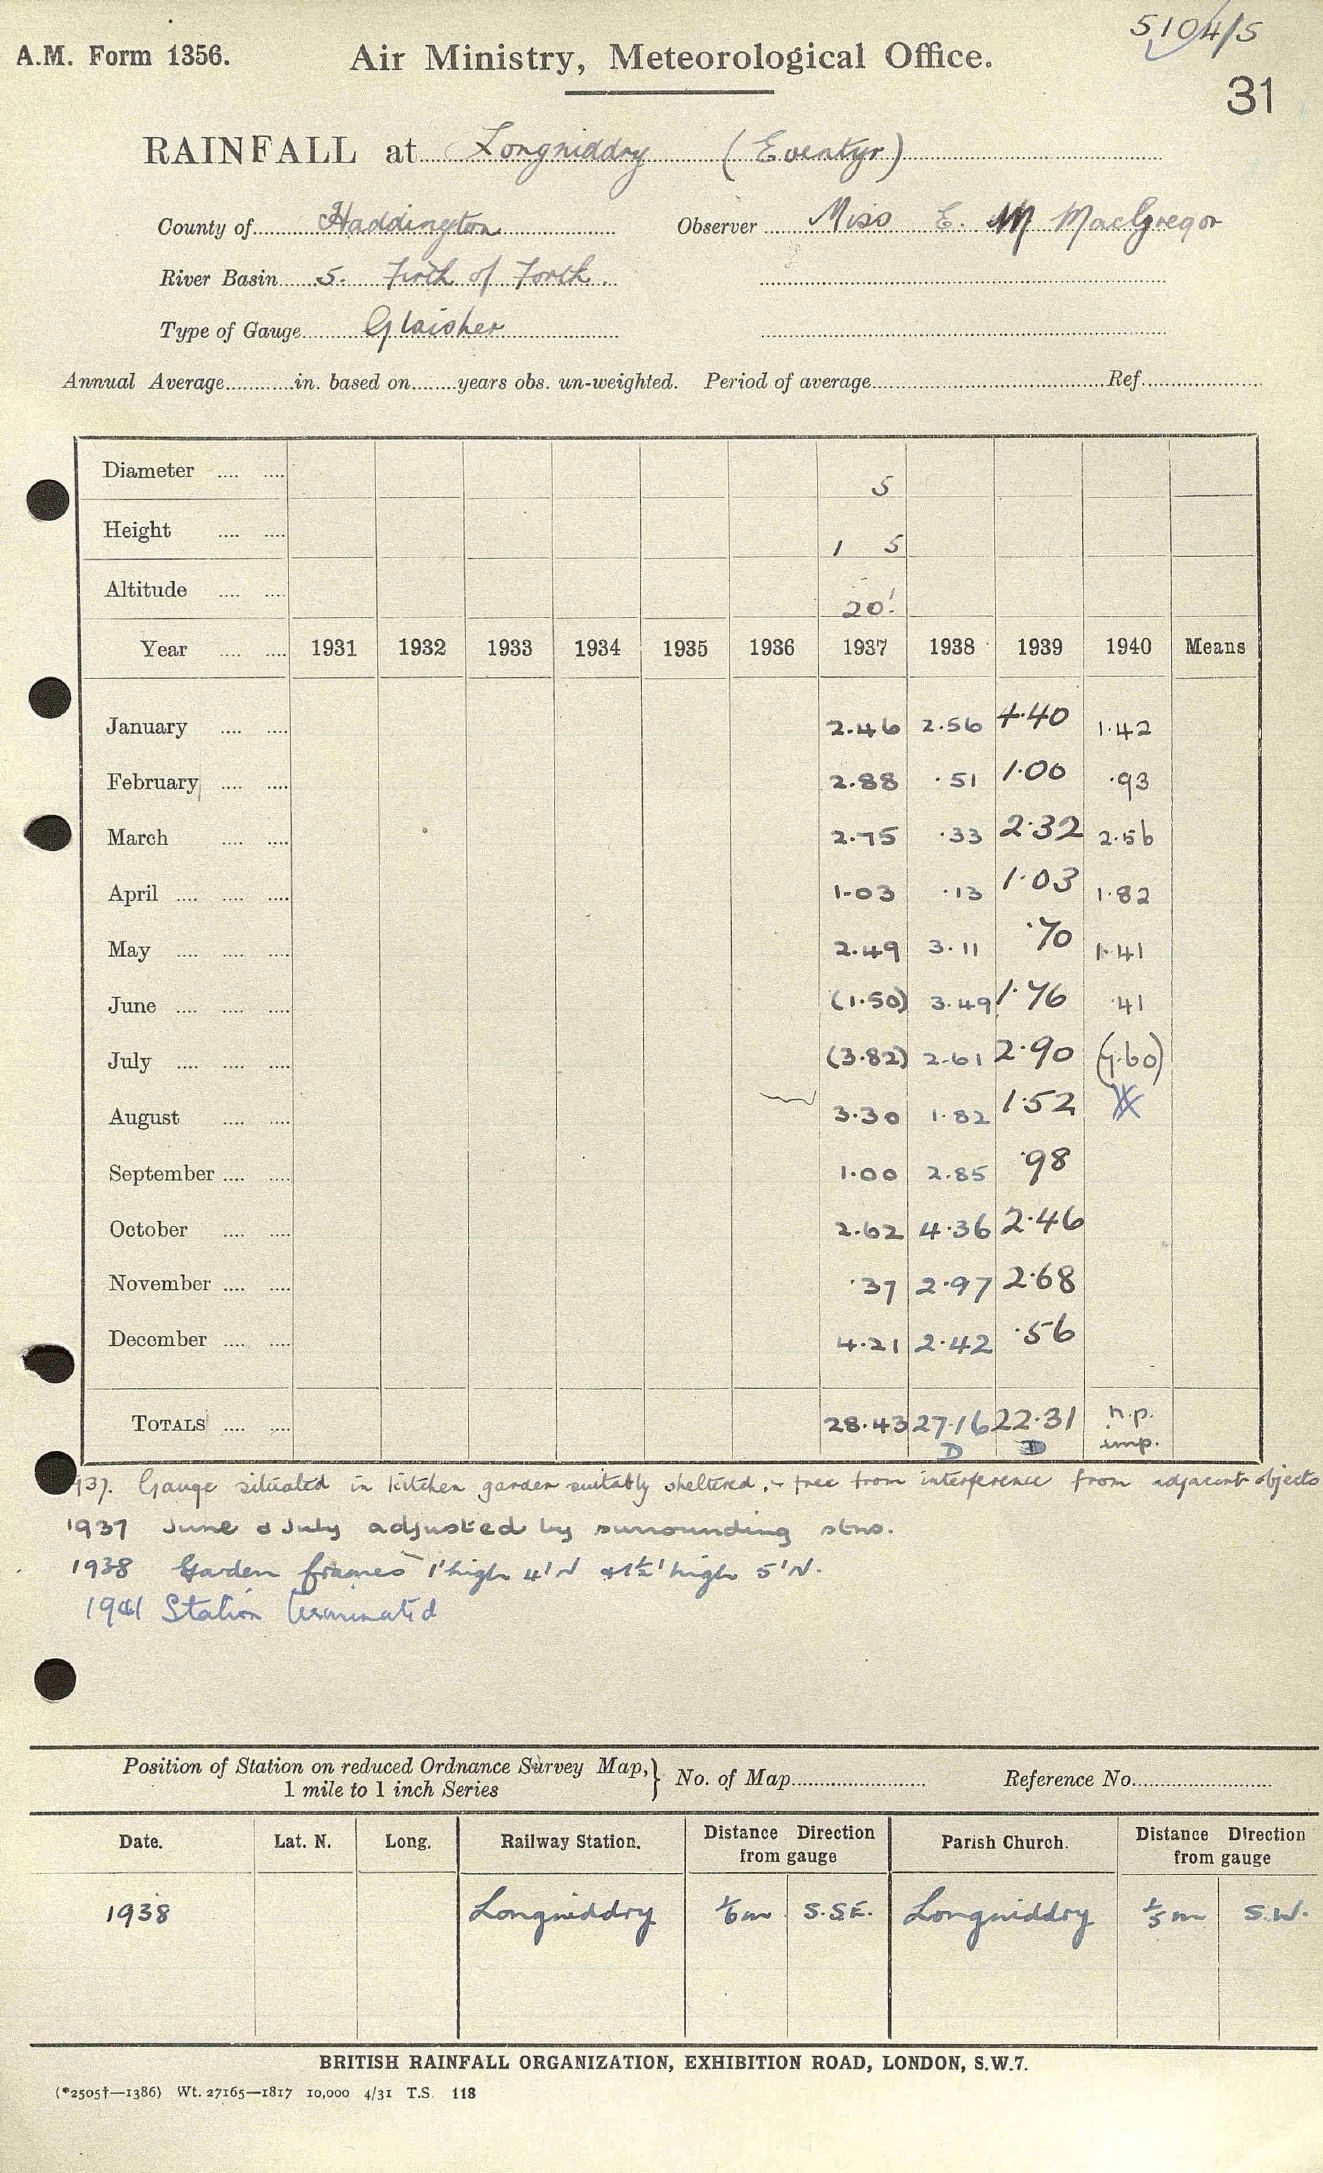 5104/5
A.M. Form 1356. Air Ministry, Meteorological Office.
31
RAINFALL at Longniddry (Eventyr)
County of Haddington Observer Miss E. M MacGregor
River Basin 5. Firth of Forth.
Type of Gauge Glaisher
Annual Average in. based on years obs. un-weighted. Period of average Ref.
Diameter 5
Height 1 5
Altitude 20'
Year 1931 1932 1933 1934 1935 1936 1937 1938 1939 1940 Means
January 2.46 2.56 4.40 1.42
February 2.88 .51 1.00 .93
March 2.75 .33 2.32 2.56
April 1.03 .13 1.03 1.82
May 2.49 3.11 .70 1.41
June (1.50) 3.49 1.76 .41
July (3.82) 2.61 2.90 (4.60)
August 3.30 1.82 1.52
September 1.00 2.85 .98
October 2.62 4.36 2.46
November .37 2.97 2.68
December 4.21 2.42 .56
TOTALS 28.43 27.16 22.31 n.p.
D D imp.
1937. Gauge situated in kitchen garden suitably sheltered, & free from interference from adjacent objects
1937 June & July adjusted by surrounding stns.
1938 Garden frames 1' high 4' N & 1½' high 5' N.
1941 Station terminated
Position of Station on reduced Ordnance Survey Map,
1 mile to 1 inch Series } No. of Map Reference No.
Date. Lat. N. Long. Railway Station. Distance Direction from gauge Parish Church. Distance Direction from gauge
1938 Longniddry 1/6 m S.S.E. Longniddry 1/5 m S.W.
BRITISH RAINFALL ORGANIZATION, EXHIBITION ROAD, LONDON, S.W.7.
(*2505†—1386) Wt. 27165—1817 10,000 4/31 T.S. 118